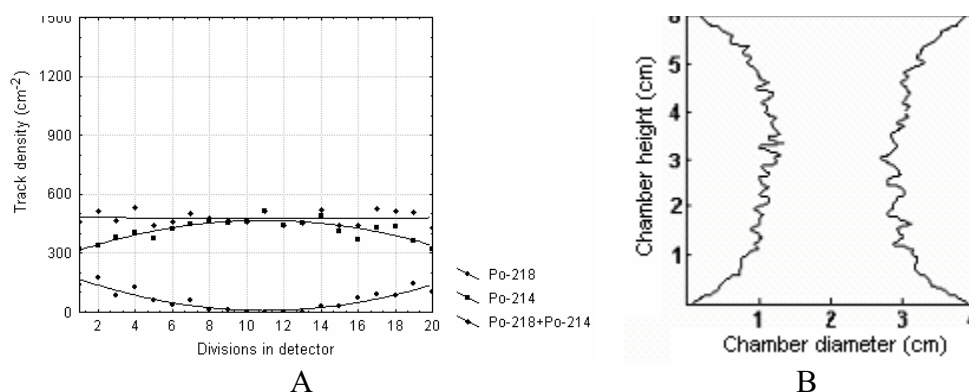 1500
1200
900
600
300
0
Track density (cm⁻²)
2 4 6 8 10 12 14 16 18 20
Divisions in detector
Po-218
Po-214
Po-218+Po-214
A
5
4
3
2
1
Chamber height (cm)
1 2 3 4
Chamber diameter (cm)
B